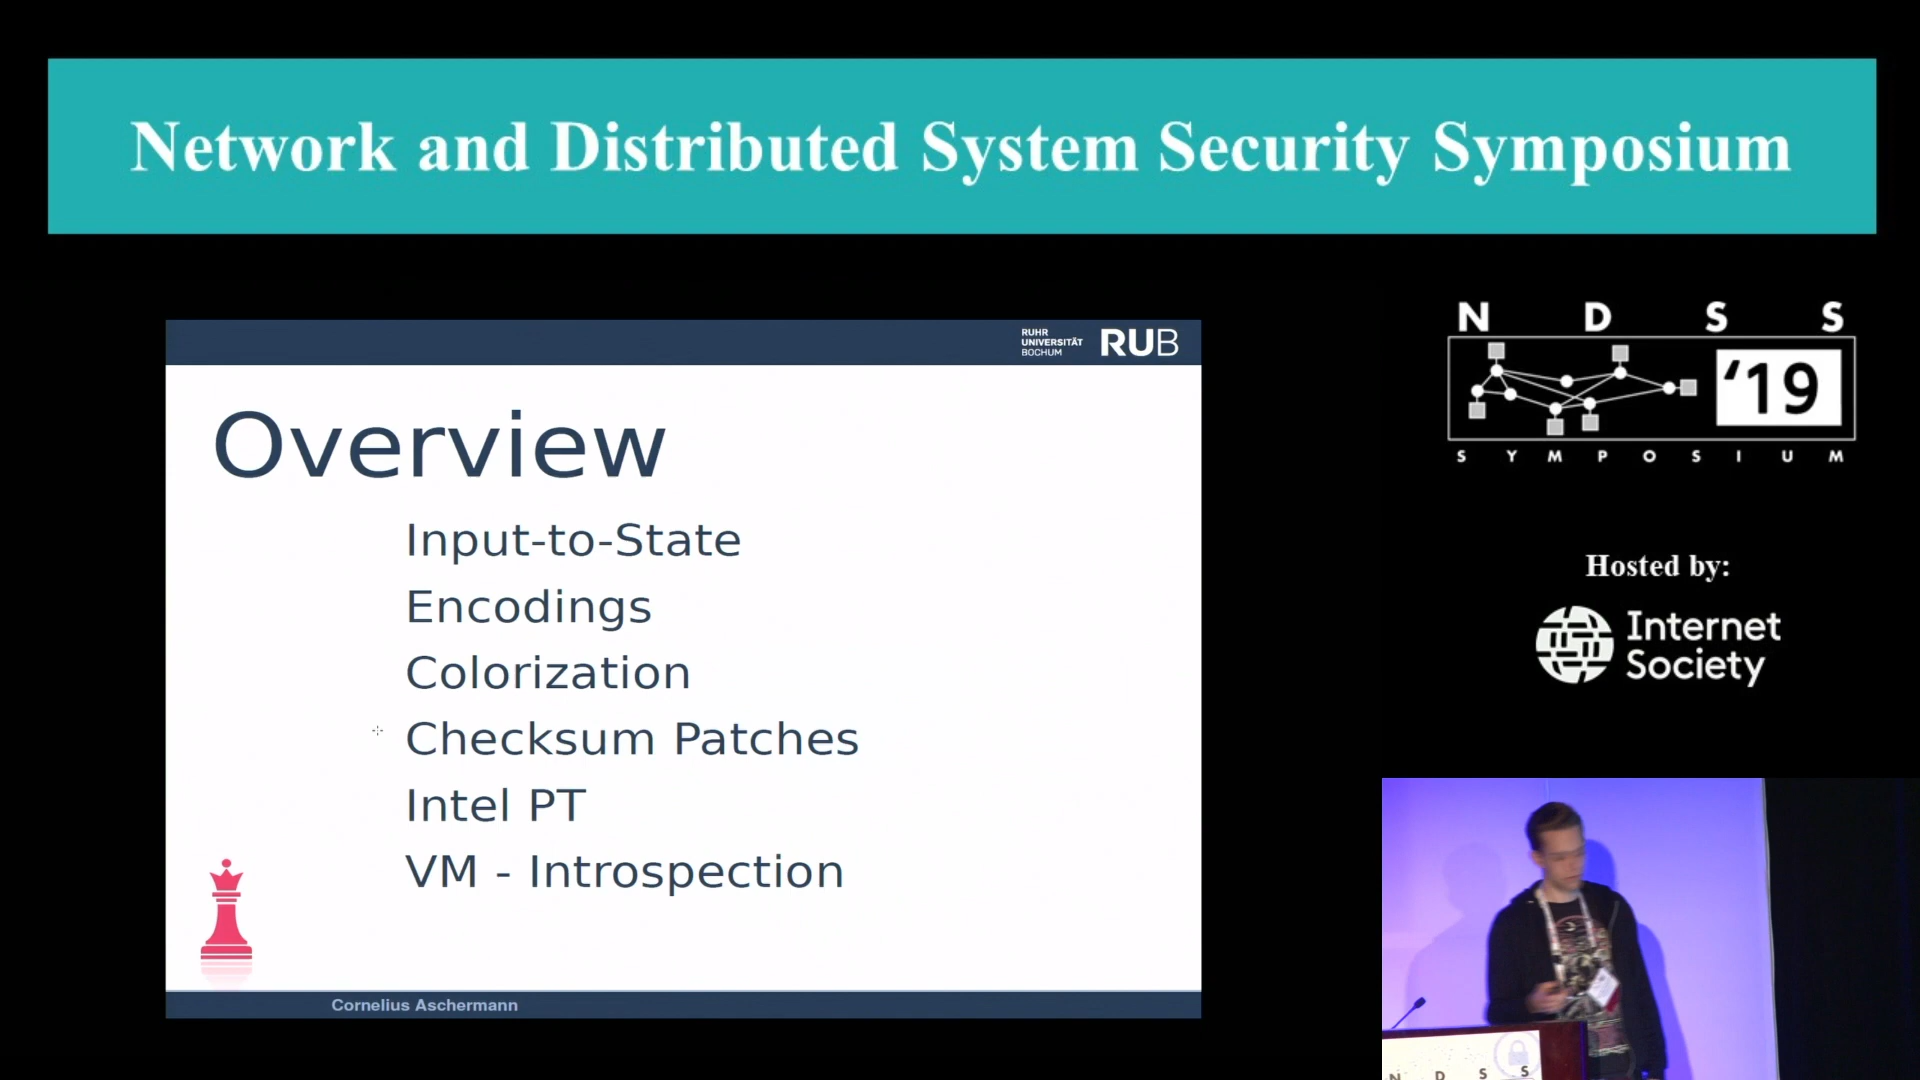 Network and Distributed System Security Symposium
N D S S
'19
SYMPOSIUM
Hosted by:
Internet
Society
RUHR
UNIVERSITÄT
BOCHUM
RUB
Overview
Input-to-State
Encodings
Colorization
Checksum Patches
Intel PT
VM - Introspection
Cornelius Aschermann
N D S S